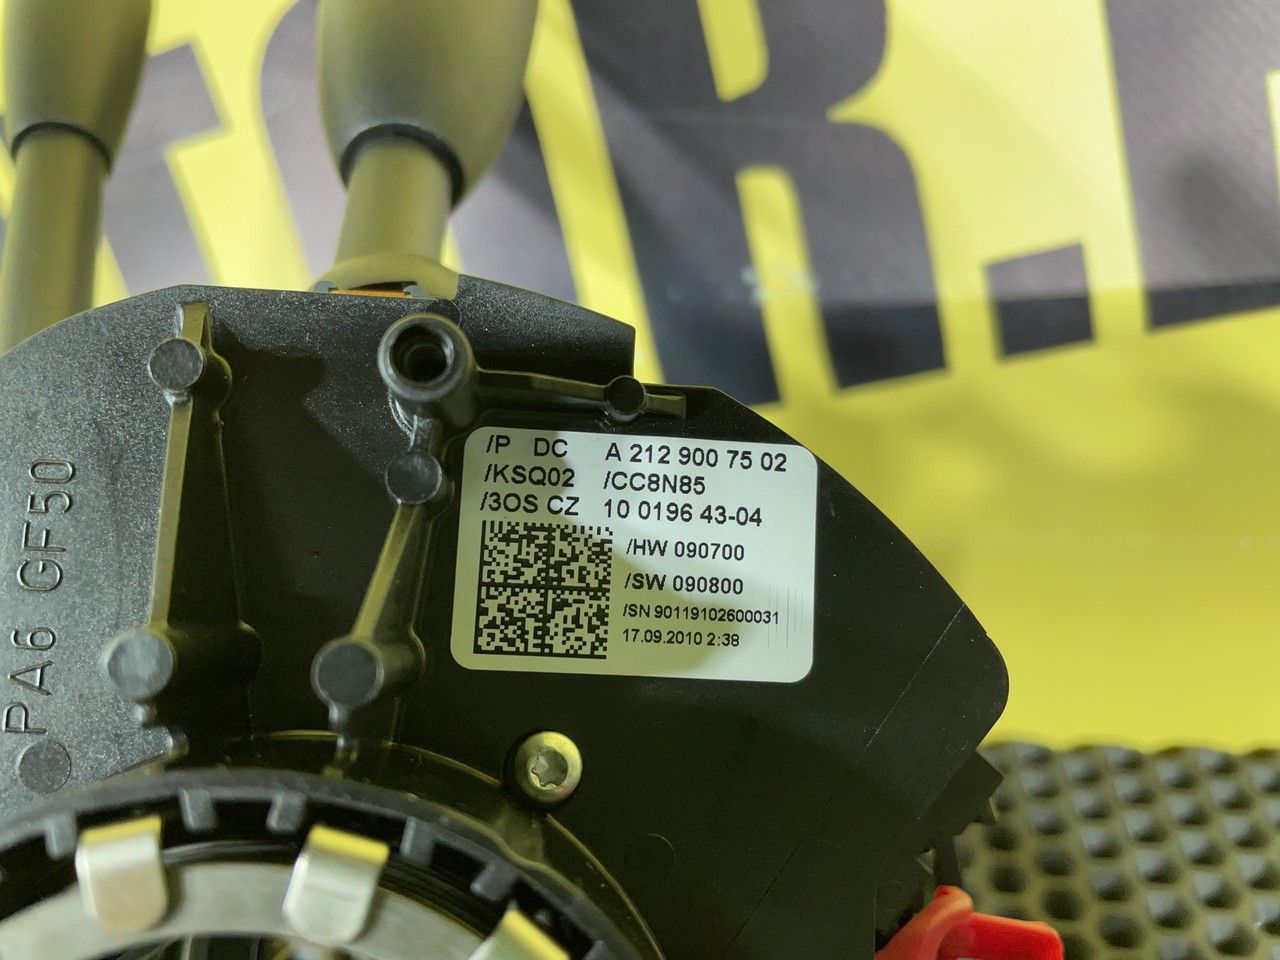 R.
/P DC A 212 900 75 02
/KSQ02 /CC8N85
/3OS CZ 10 0196 43-04
/HW 090700
/SW 090800
/SN 90119102600031
17.09.2010 2:38
PA6 GF50